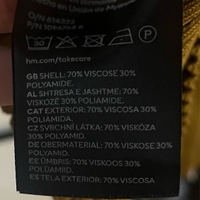 O/N 614393
hm.com/takecare
GB SHELL: 70% VISCOSE 30%
POLYAMIDE.
AL SHTRESA E JASHTME: 70%
VISKOZË 30% POLIAMIDE.
CAT EXTERIOR: 70% VISCOSA 30%
POLIAMIDA.
CZ SVRCHNÍ LÁTKA: 70% VISKÓZA
30% POLYAMID.
DE OBERMATERIAL: 70% VISKOSE
30% POLYAMID.
EE ÜMBRIS: 70% VISKOOS 30%
POLÜAMIID.
ES TELA EXTERIOR: 70% VISCOSA